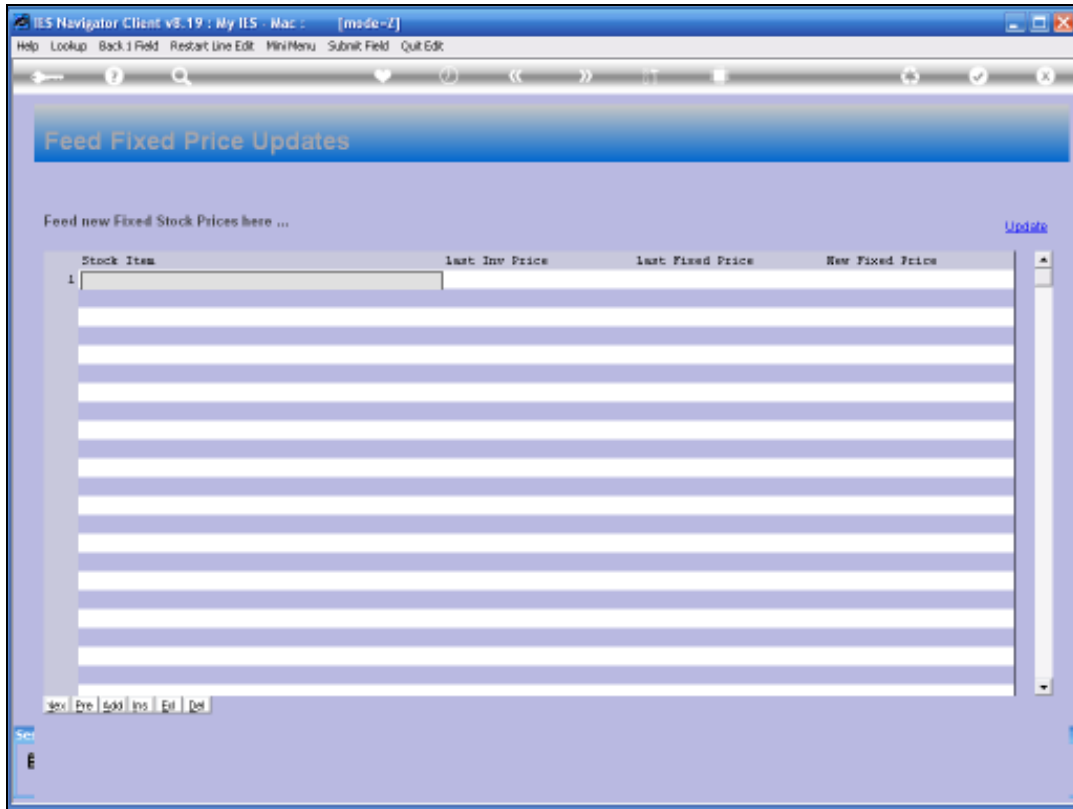 IES Navigator Client v8.19 : My IES - Mac : [mode=Z]
Help Lookup Back 1 Field Restart Line Edit MiniMenu Submit Field Quit Edit
Feed Fixed Price Updates
Feed new Fixed Stock Prices here ...
Update
Stock Item last Inv Price last Fixed Price New Fixed Price
1
Pre Add Ins Del